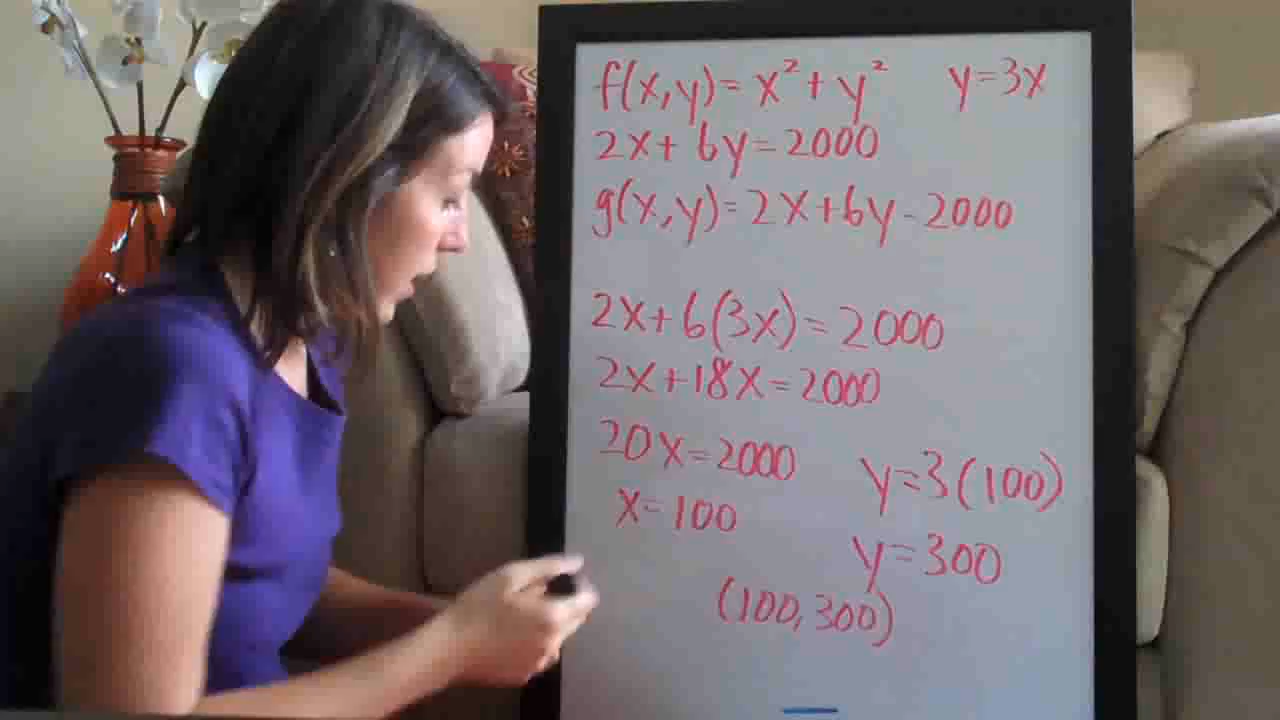 f(x,y)=x²+y² y=3x
2x+6y=2000
g(x,y)=2x+6y-2000
2x+6(3x)=2000
2x+18x=2000
20x=2000
x=100
y=3(100)
y=300
(100,300)